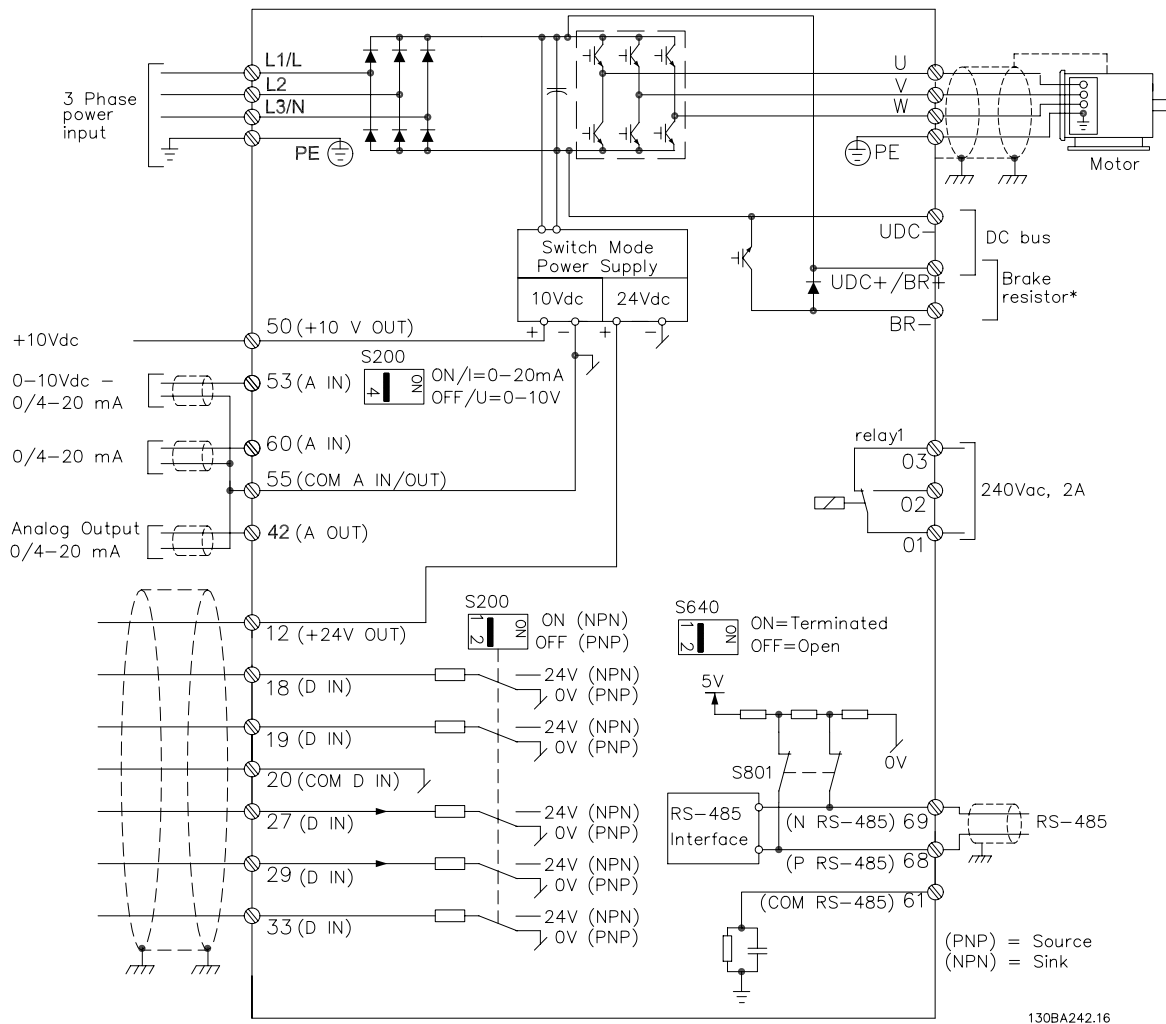 3 Phase
power
input
L1/L
L2
L3/N
PE
U
V
W
PE
Motor
UDC-
DC bus
UDC+/BR+
Brake
resistor*
BR-
Switch Mode
Power Supply
10Vdc
24Vdc
+ - + -
+10Vdc
50 (+10 V OUT)
S200
ON
4
ON/I=0-20mA
OFF/U=0-10V
0-10Vdc -
0/4-20 mA
53 (A IN)
0/4-20 mA
60 (A IN)
55 (COM A IN/OUT)
Analog Output
0/4-20 mA
42 (A OUT)
relay1
03
02
01
240Vac, 2A
12 (+24V OUT)
S200
ON
1 2
ON (NPN)
OFF (PNP)
S640
ON
1 2
ON=Terminated
OFF=Open
18 (D IN)
24V (NPN)
0V (PNP)
19 (D IN)
24V (NPN)
0V (PNP)
20 (COM D IN)
27 (D IN)
24V (NPN)
0V (PNP)
29 (D IN)
24V (NPN)
0V (PNP)
33 (D IN)
24V (NPN)
0V (PNP)
5V
0V
S801
RS-485
Interface
(N RS-485) 69
RS-485
(P RS-485) 68
(COM RS-485) 61
(PNP) = Source
(NPN) = Sink
130BA242.16